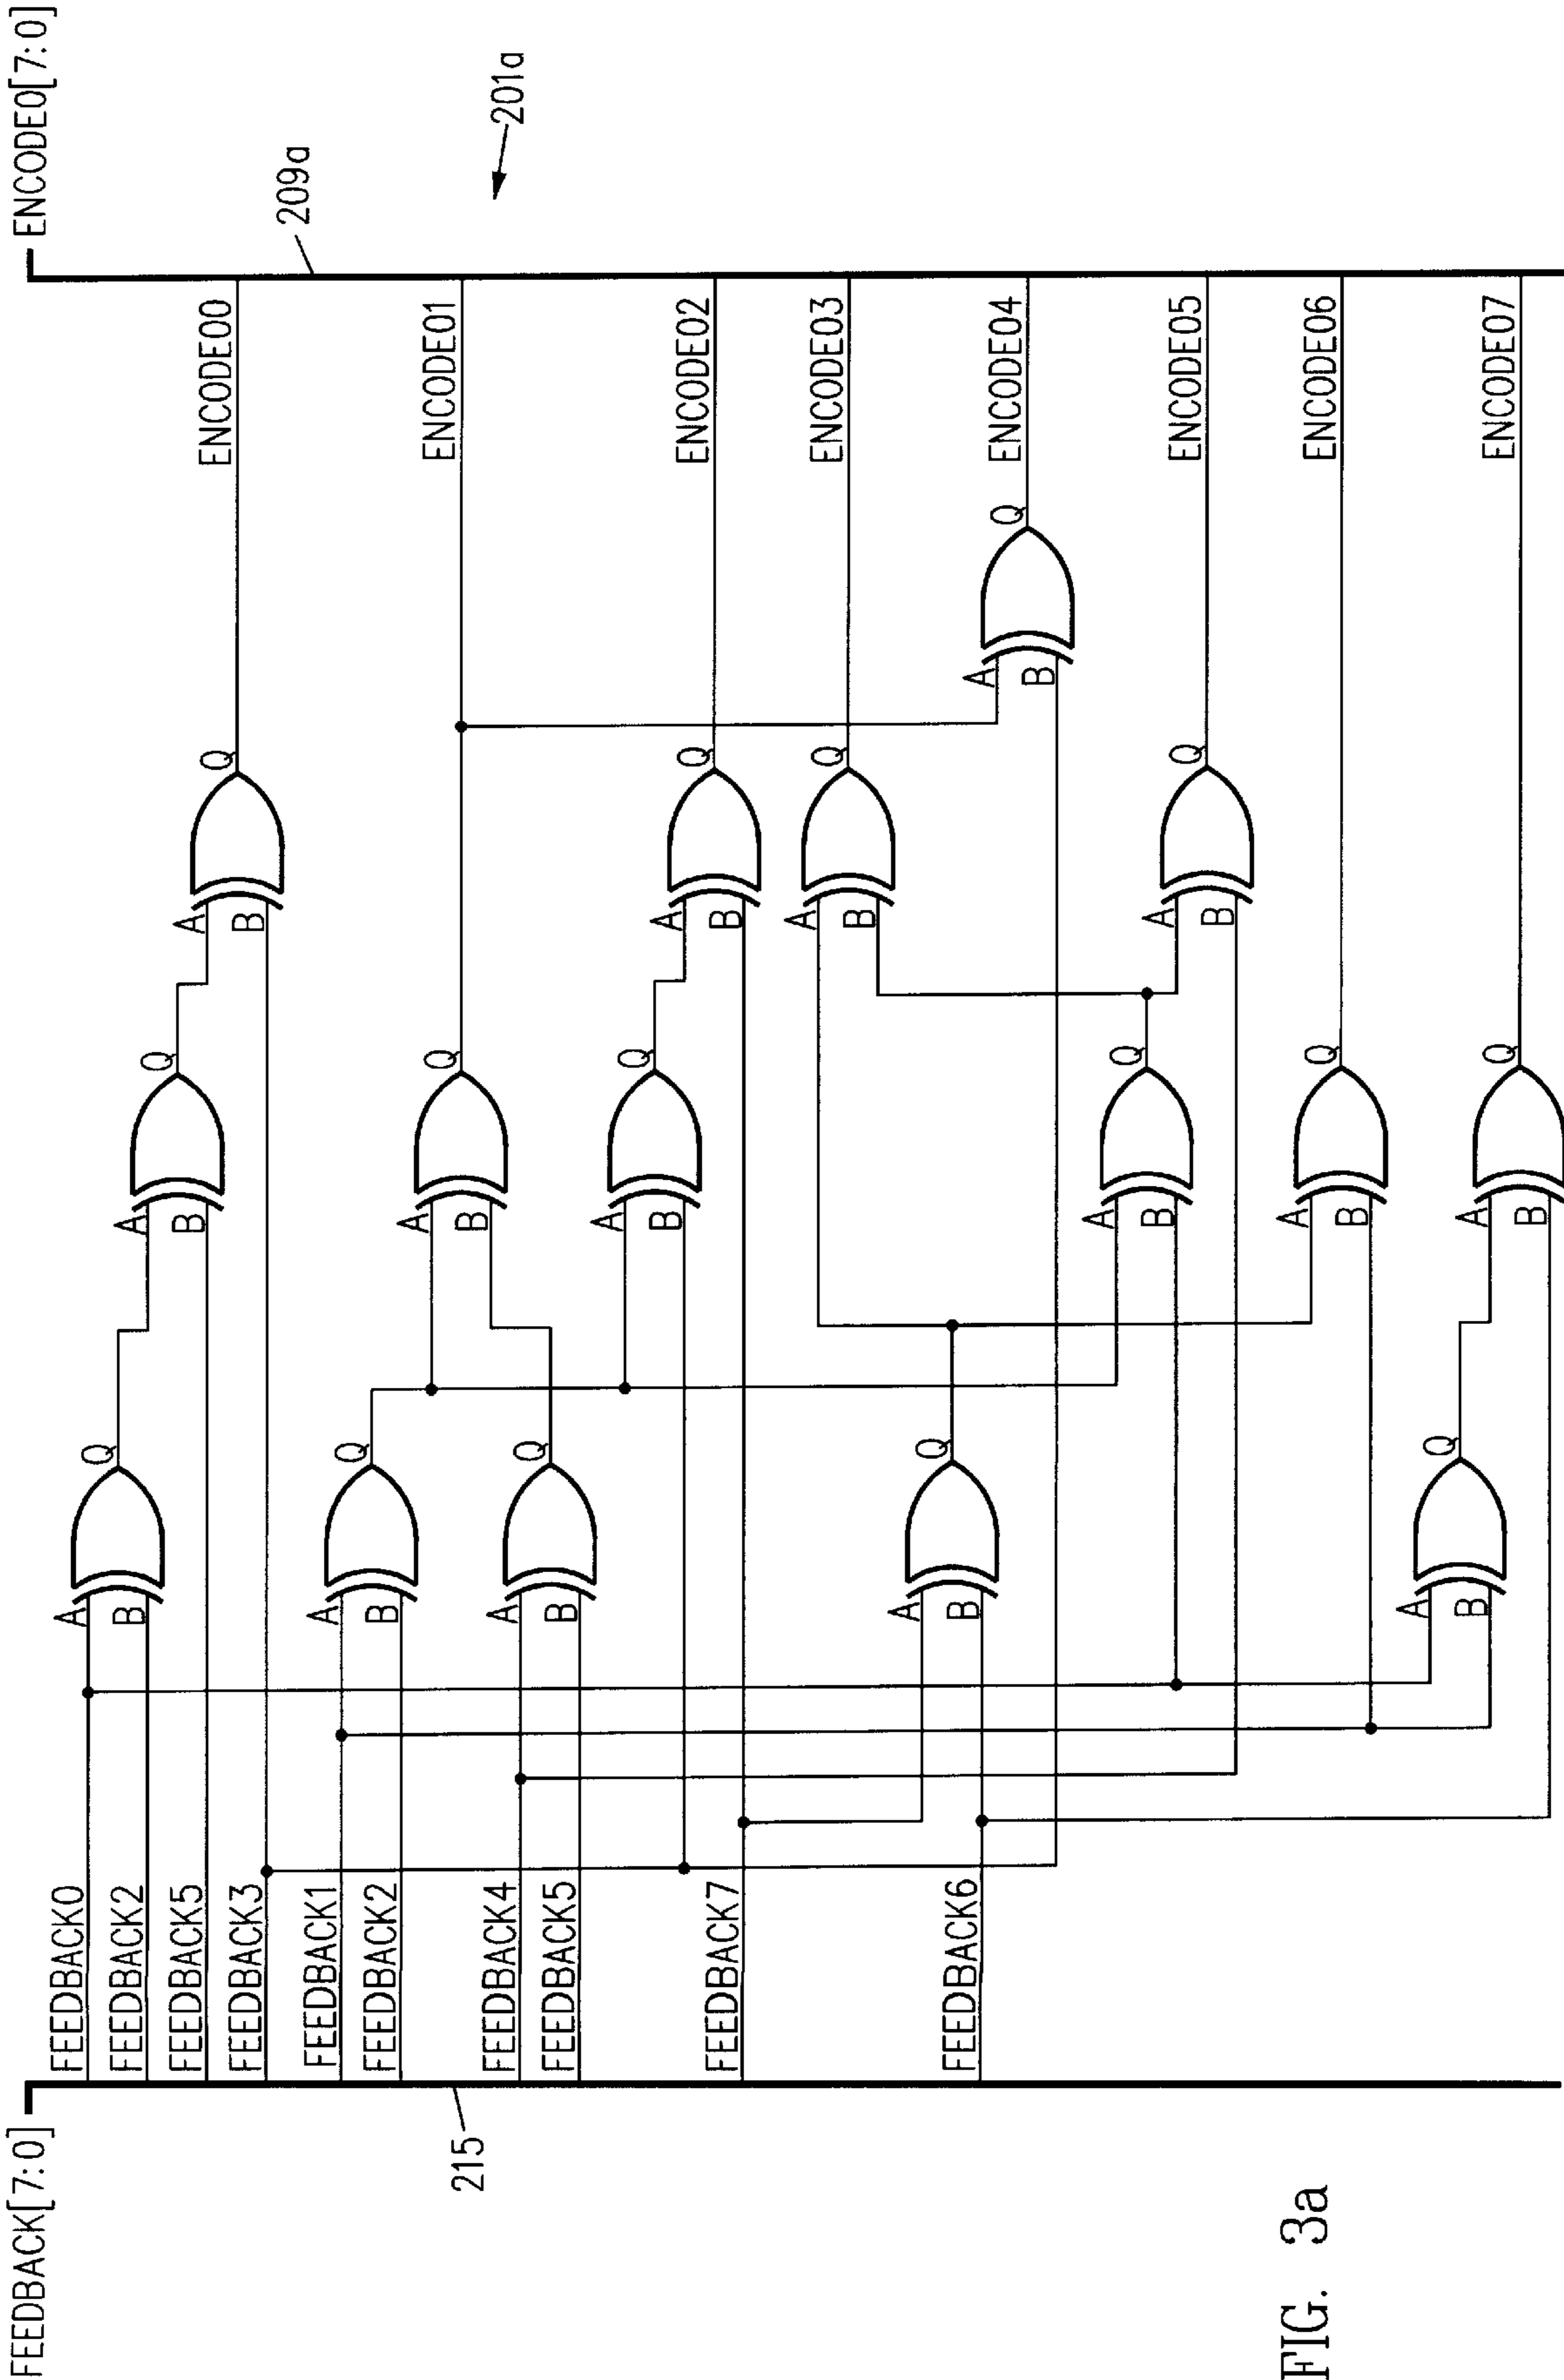 FEEDBACK[7:0]
ENCODE0[7:0]
215
209a
201a
FEEDBACK0
FEEDBACK2
FEEDBACK5
FEEDBACK3
FEEDBACK1
FEEDBACK2
FEEDBACK4
FEEDBACK5
FEEDBACK7
FEEDBACK6
A
B
Q
A
B
Q
A
B
Q
A
B
Q
A
B
Q
A
B
Q
A
B
Q
A
B
Q
A
B
Q
A
B
Q
A
B
Q
A
B
Q
A
B
Q
A
B
Q
A
B
Q
ENCODE00
ENCODE01
ENCODE02
ENCODE03
ENCODE04
ENCODE05
ENCODE06
ENCODE07
FIG. 3a